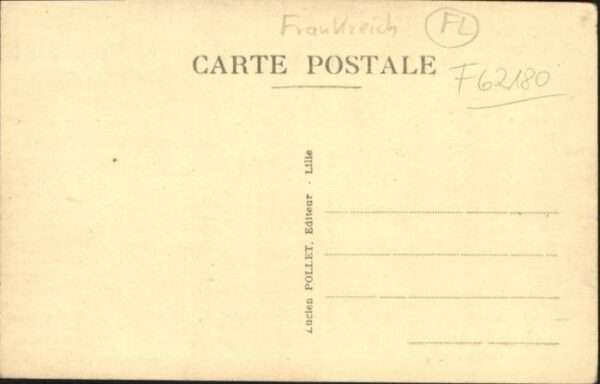 Frankreich FL
CARTE POSTALE
F62180
Lucien POLLET, Editeur - Lille